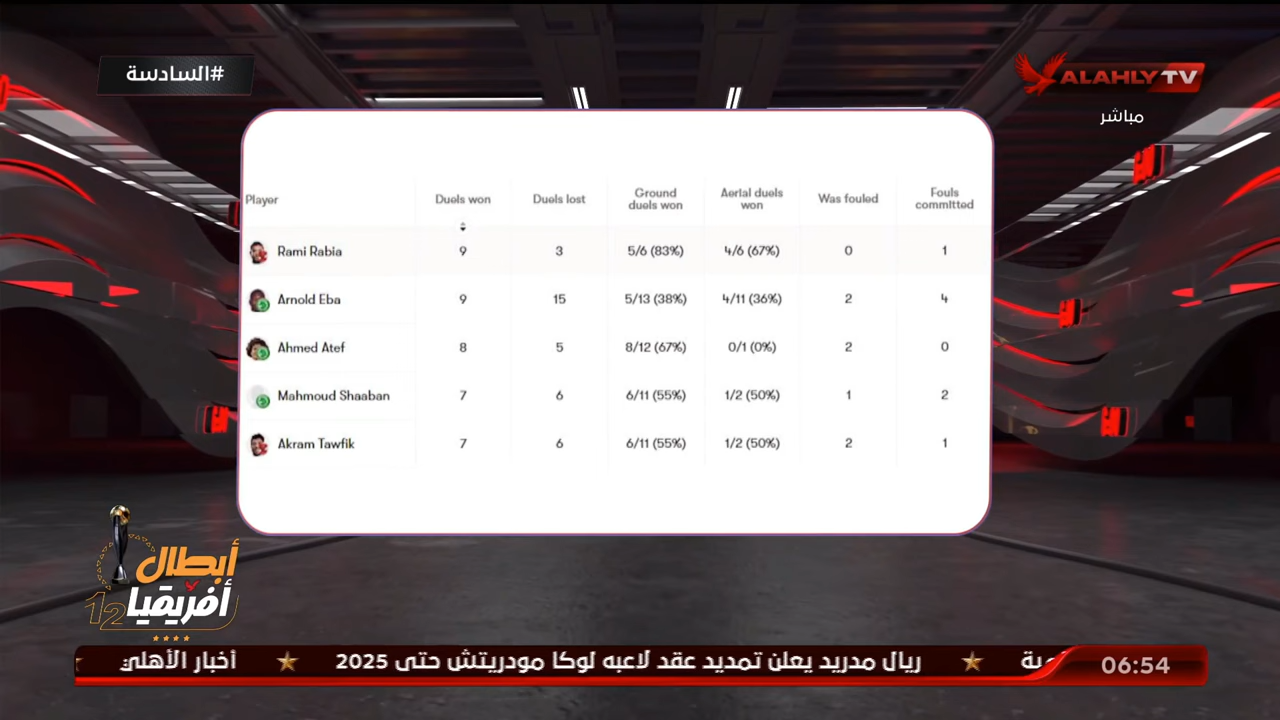 #السادسة
ALAHLY TV
مباشر
Player Duels won Duels lost Ground duels won Aerial duels won Was fouled Fouls committed
Rami Rabia 9 3 5/6 (83%) 4/6 (67%) 0 1
Arnold Eba 9 15 5/13 (38%) 4/11 (36%) 2 4
Ahmed Atef 8 5 8/12 (67%) 0/1 (0%) 2 0
Mahmoud Shaaban 7 6 6/11 (55%) 1/2 (50%) 1 2
Akram Tawfik 7 6 6/11 (55%) 1/2 (50%) 2 1
أبطال
أفريقيا
12
ريال مدريد يعلن تمديد عقد لاعبه لوكا مودريتش حتى 2025
أخبار الأهلي
06:54